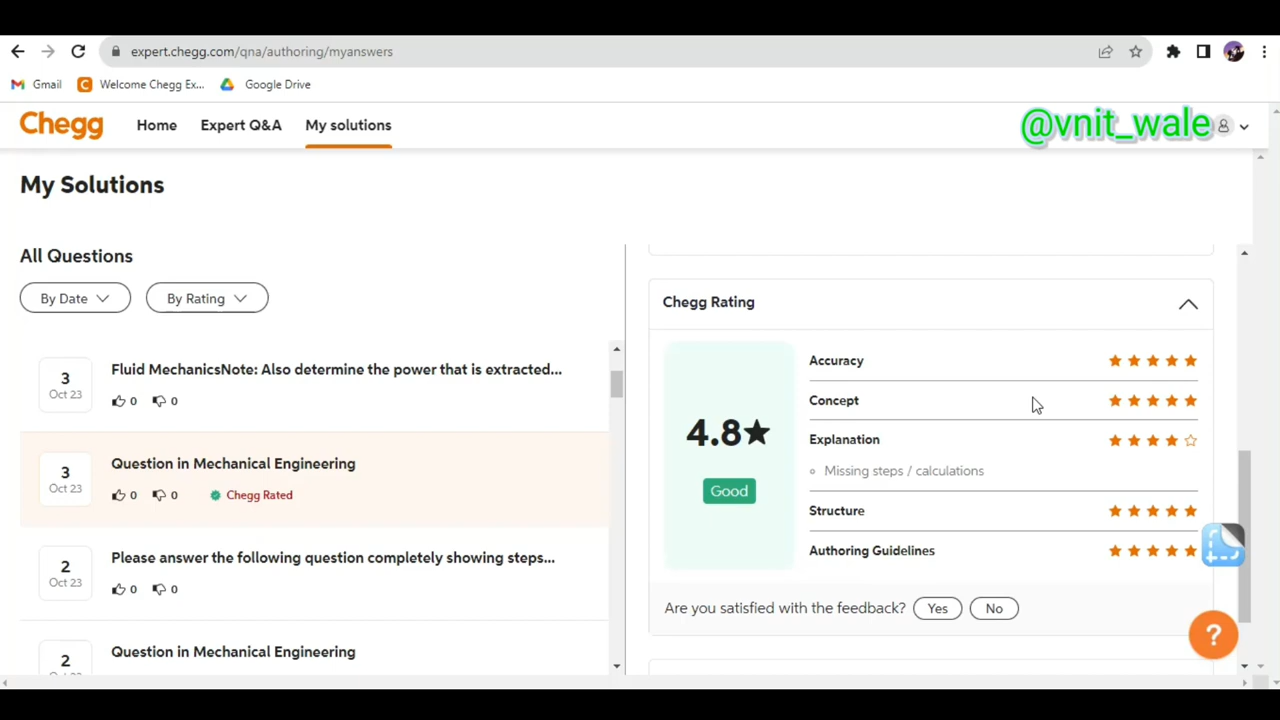 expert.chegg.com/qna/authoring/myanswers
Gmail
Welcome Chegg Ex...
Google Drive
Chegg
Home
Expert Q&A
My solutions
@vnit_wale
My Solutions
All Questions
By Date
By Rating
3
Oct 23
Fluid MechanicsNote: Also determine the power that is extracted...
0
0
3
Oct 23
Question in Mechanical Engineering
0
0
Chegg Rated
2
Oct 23
Please answer the following question completely showing steps...
0
0
2
Question in Mechanical Engineering
Chegg Rating
4.8★
Good
Accuracy
Concept
Explanation
Missing steps / calculations
Structure
Authoring Guidelines
Are you satisfied with the feedback? Yes No
?